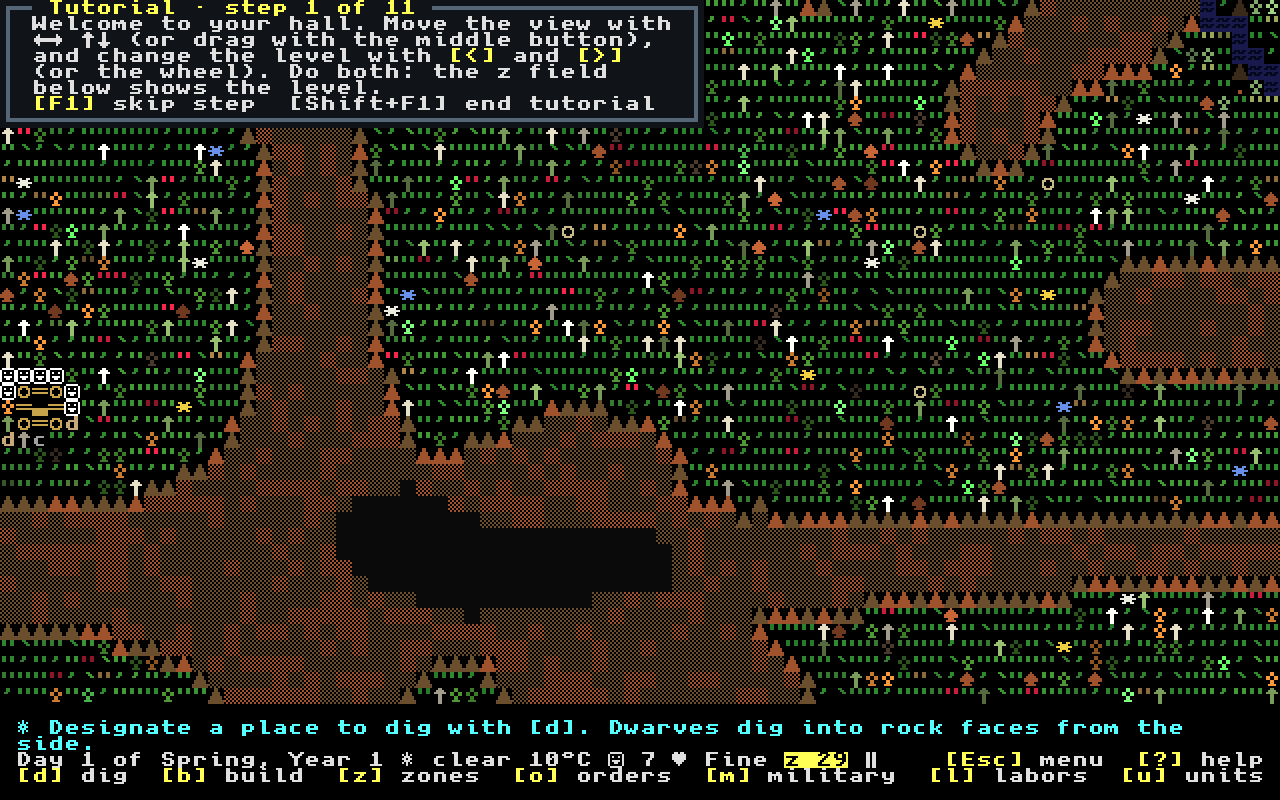 Tutorial · step 1 of 11
Welcome to your hall. Move the view with
↔ ↑↓ (or drag with the middle button),
and change the level with [<] and [>]
(or the wheel). Do both: the z field
below shows the level.
[F1] skip step [Shift+F1] end tutorial
* Designate a place to dig with [d]. Dwarves dig into rock faces from the
side.
Day 1 of Spring, Year 1 * clear 10°C ☺ 7 ♥ Fine z 29 ‖ [Esc] menu [?] help
[d] dig [b] build [z] zones [o] orders [m] military [l] labors [u] units